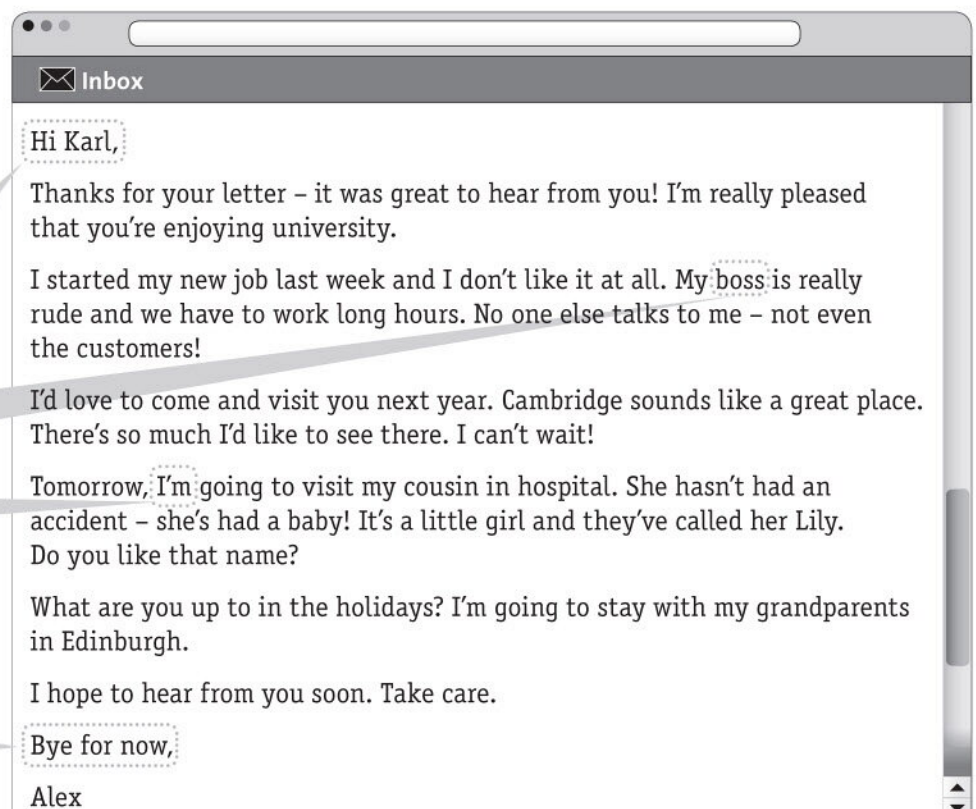 Inbox
Hi Karl,
Thanks for your letter – it was great to hear from you! I'm really pleased
that you're enjoying university.
I started my new job last week and I don't like it at all. My boss is really
rude and we have to work long hours. No one else talks to me – not even
the customers!
I'd love to come and visit you next year. Cambridge sounds like a great place.
There's so much I'd like to see there. I can't wait!
Tomorrow, I'm going to visit my cousin in hospital. She hasn't had an
accident – she's had a baby! It's a little girl and they've called her Lily.
Do you like that name?
What are you up to in the holidays? I'm going to stay with my grandparents
in Edinburgh.
I hope to hear from you soon. Take care.
Bye for now,
Alex